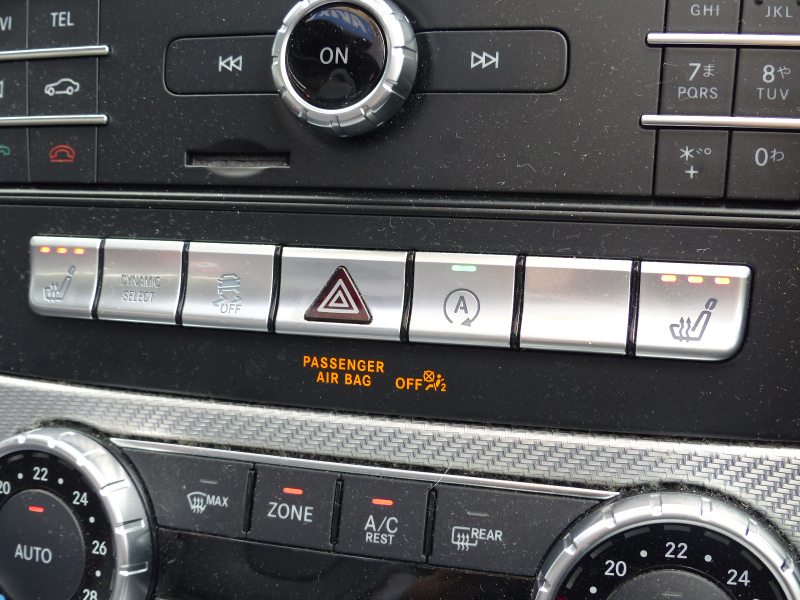 VI TEL
ON
GHI JKL
7ま 8や
PQRS TUV
*゛゜ 0わ
+
DYNAMIC
SELECT
OFF
A
PASSENGER
AIR BAG OFF 2
MAX
ZONE
A/C
REST
REAR
20 22 24 26 28
AUTO
20 22 24